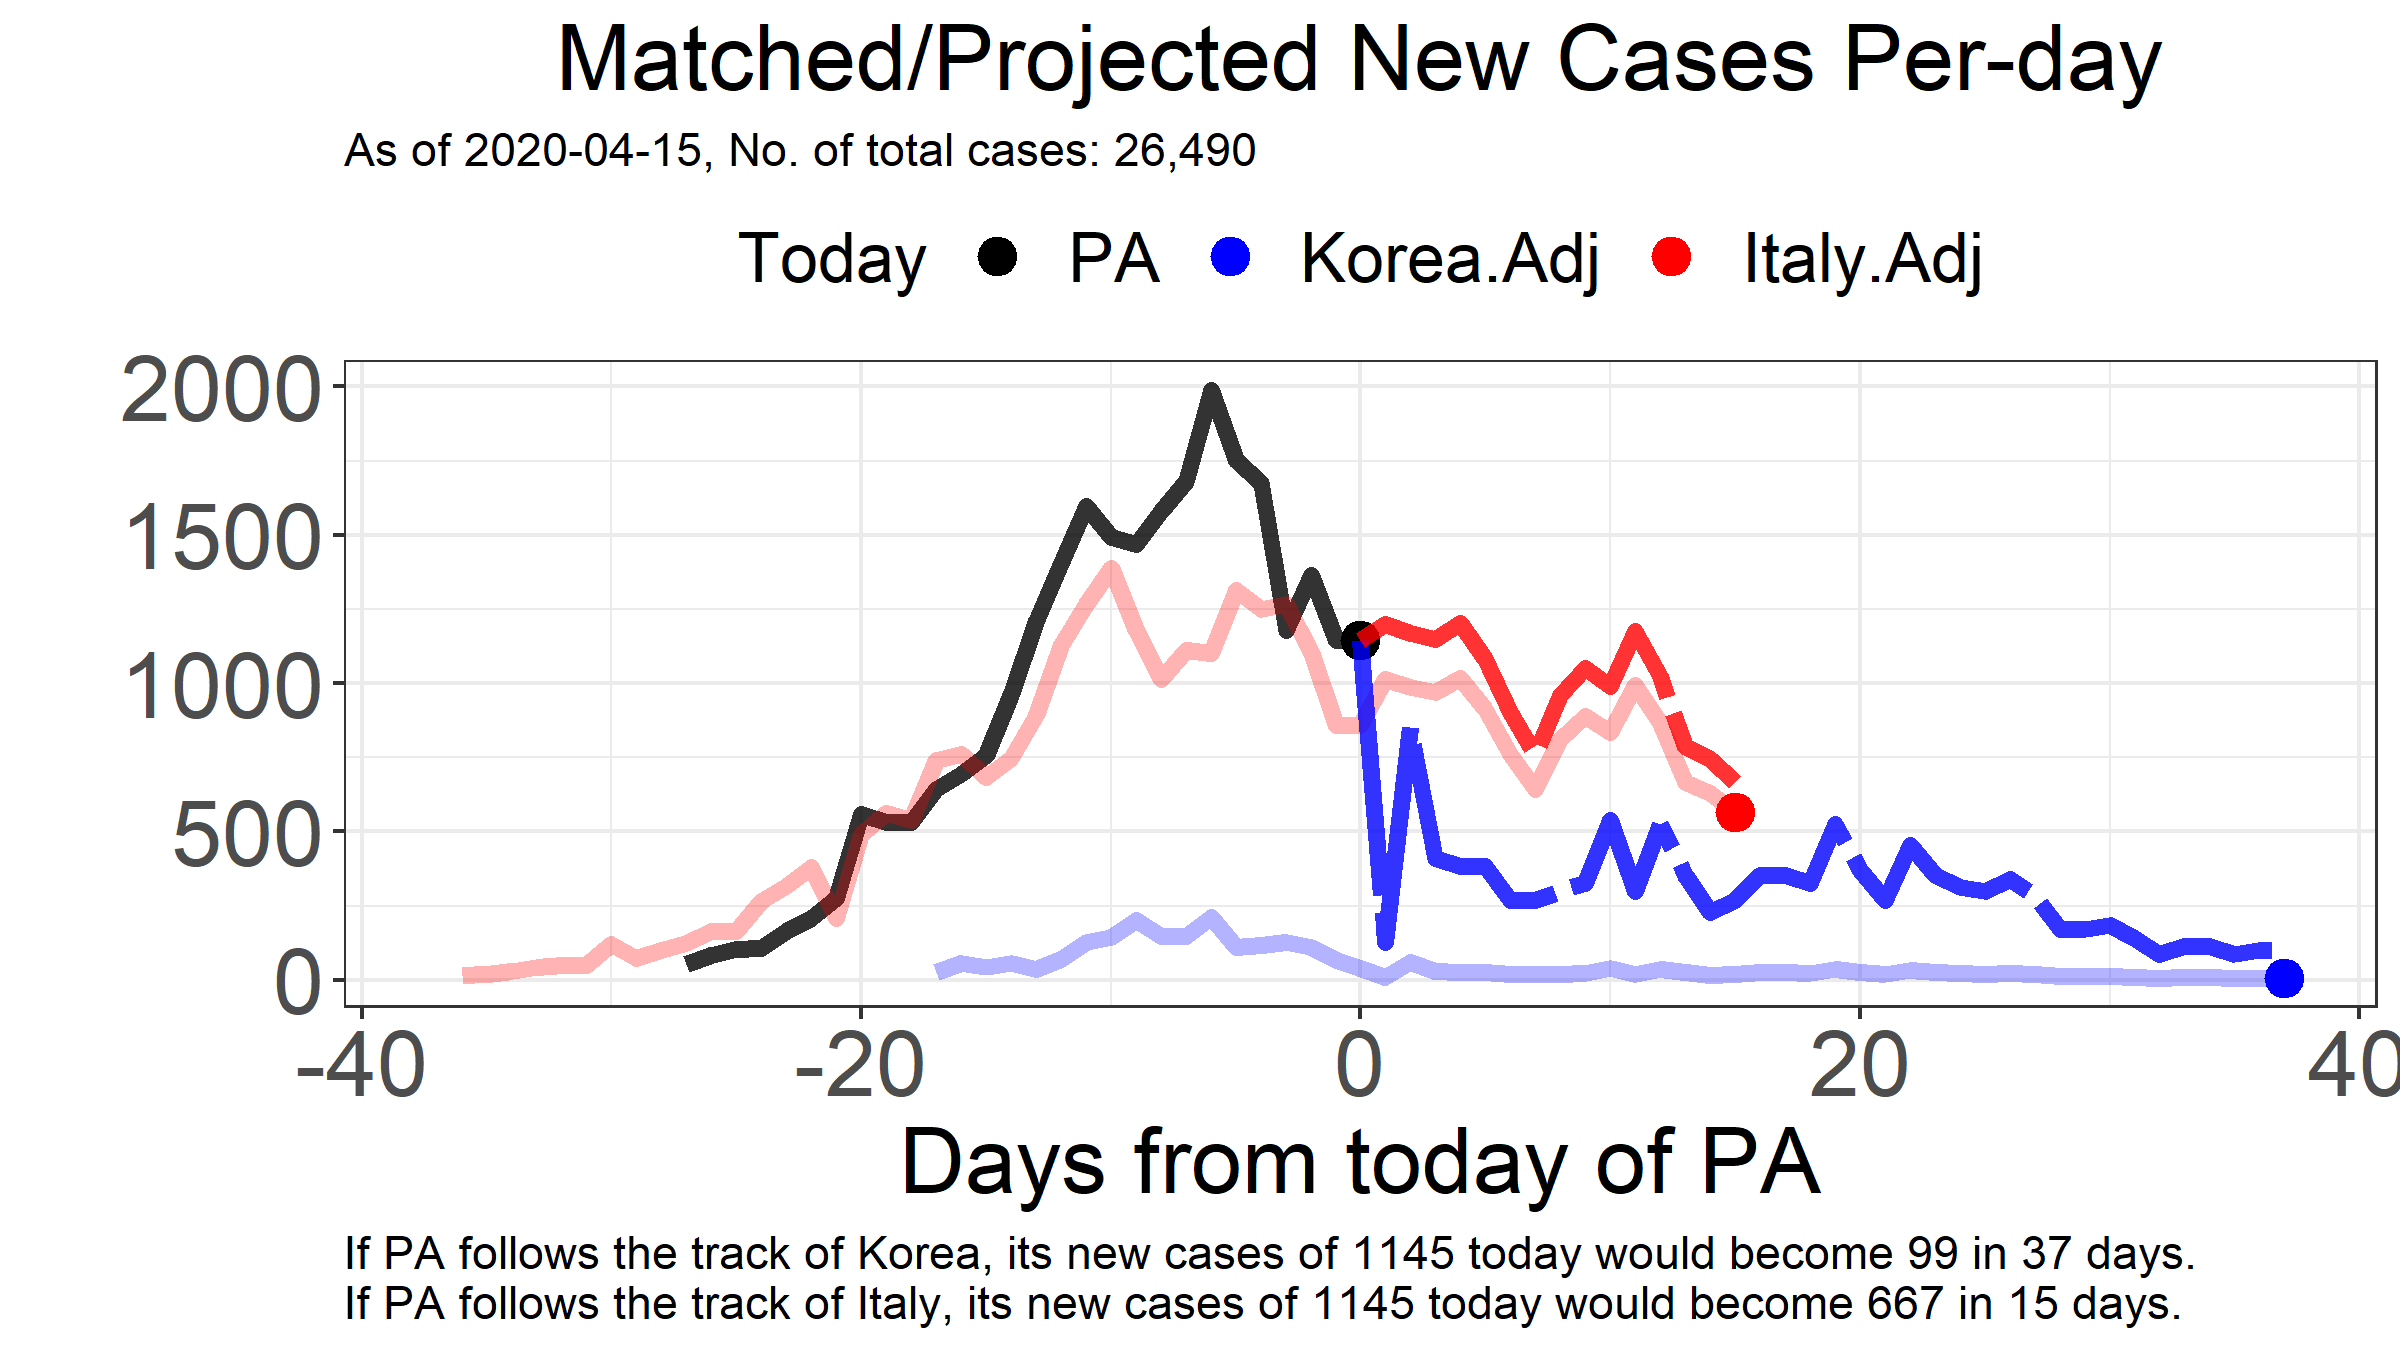 Matched/Projected New Cases Per-day
As of 2020-04-15, No. of total cases: 26,490
Today PA Korea.Adj Italy.Adj
2000
1500
1000
500
0
-40 -20 0 20 40
Days from today of PA
If PA follows the track of Korea, its new cases of 1145 today would become 99 in 37 days.
If PA follows the track of Italy, its new cases of 1145 today would become 667 in 15 days.